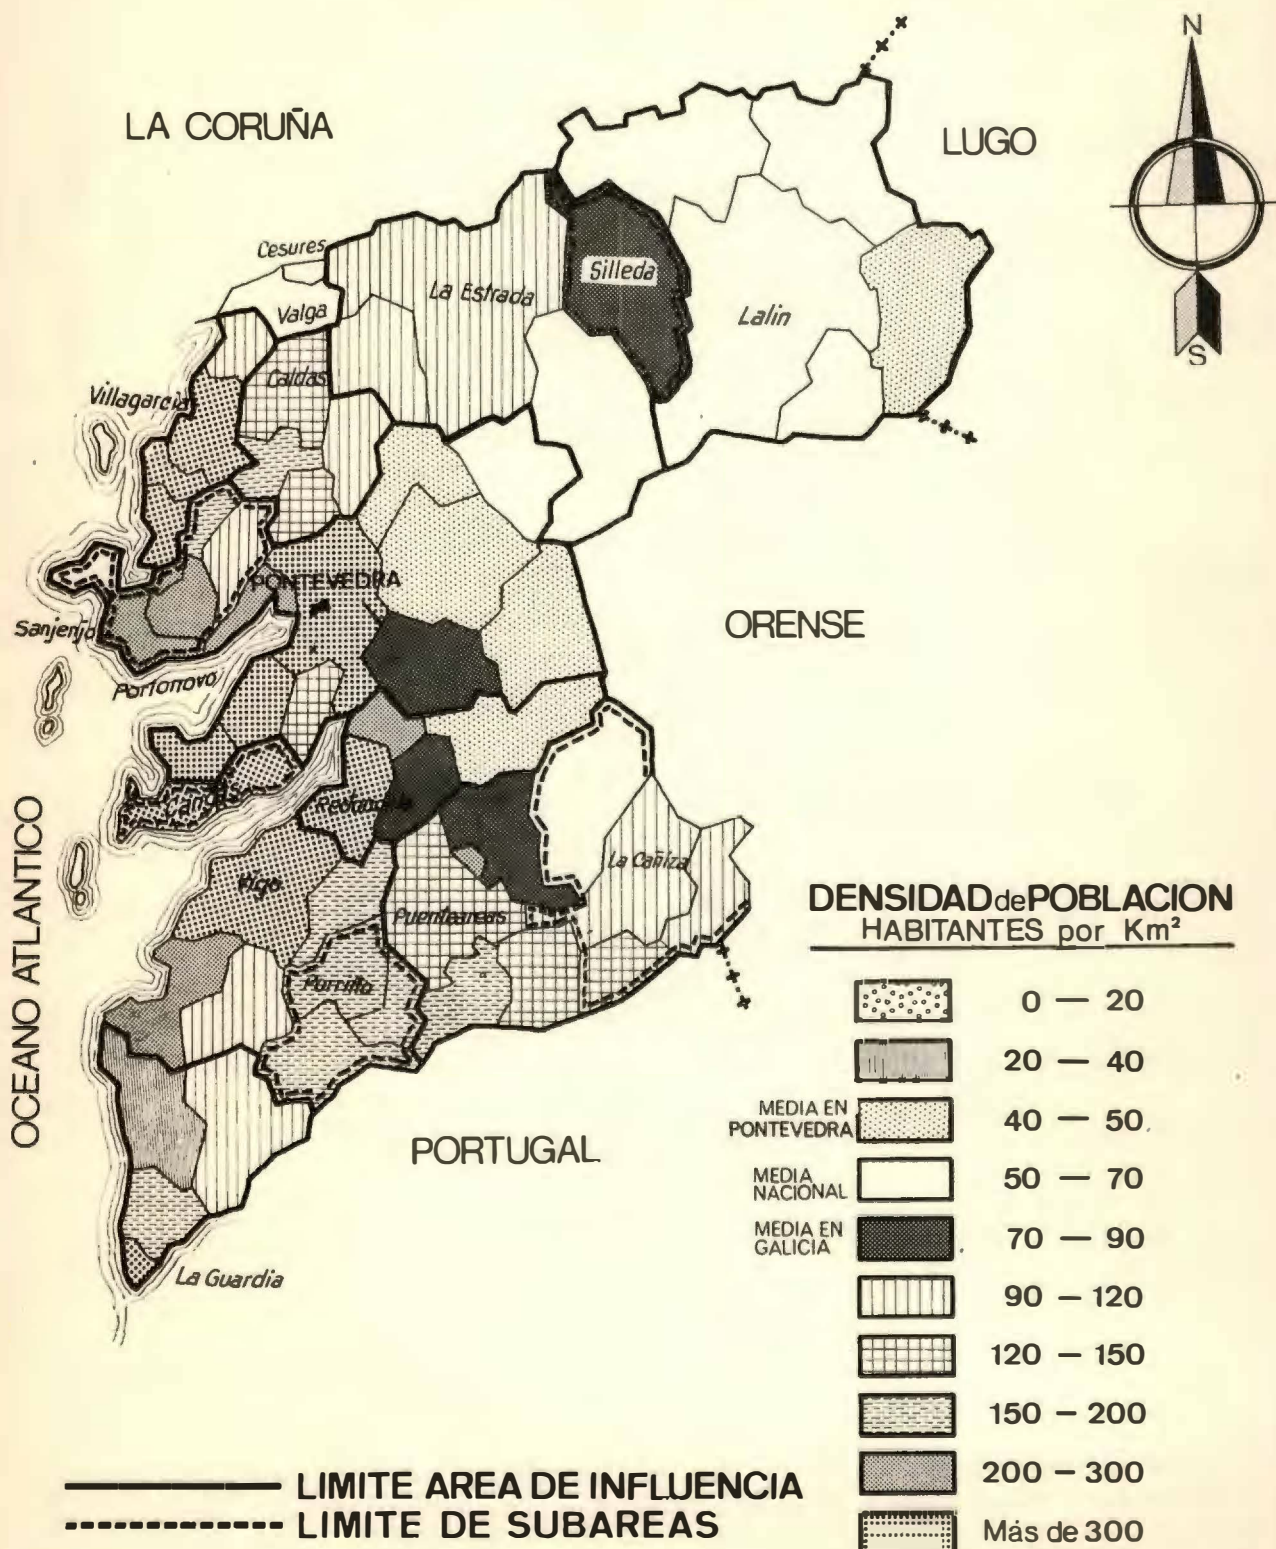 N
LA CORUÑA
LUGO
Cesures
Silleda
La Estrada
Valga
Lalin
S
Caldas
Villagarcia
PONTEVEDRA
ORENSE
Sanjenjo
Portonovo
Cangas
Redondela
OCEANO ATLANTICO
La Cañiza
Vigo
Puenteareas
Porriño
PORTUGAL
La Guardia
DENSIDAD de POBLACION
HABITANTES por Km²
0 — 20
20 — 40
MEDIA EN
PONTEVEDRA
40 — 50
MEDIA
NACIONAL
50 — 70
MEDIA EN
GALICIA
70 — 90
90 — 120
120 — 150
150 — 200
200 — 300
Más de 300
LIMITE AREA DE INFLUENCIA
LIMITE DE SUBAREAS